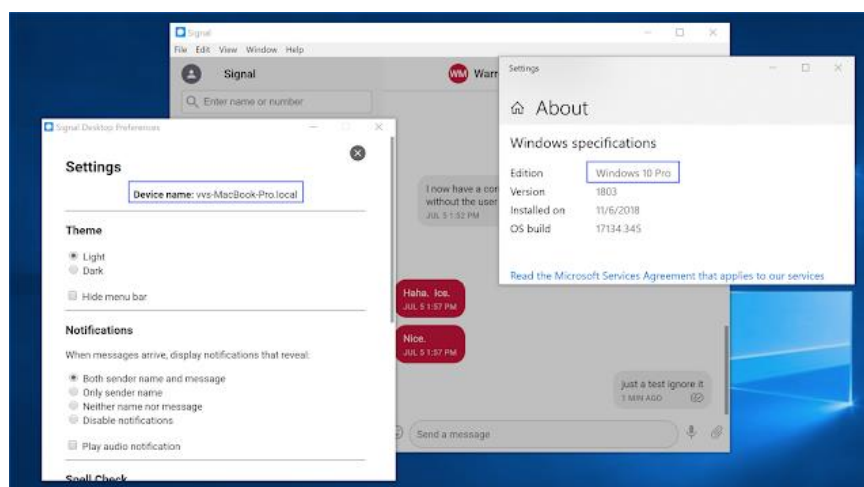 Signal
File Edit View Window Help
Signal
WM Warr
Enter name or number
I now have a con
without the user
JUL 5 1:52 PM
Haha. Ice.
JUL 5 1:57 PM
Nice.
JUL 5 1:57 PM
just a test ignore it
1 MIN AGO
Send a message
Settings
About
Windows specifications
Edition Windows 10 Pro
Version 1803
Installed on 11/6/2018
OS build 17134.345
Read the Microsoft Services Agreement that applies to our services
Signal Desktop Preferences
Settings
Device name: vvs-MacBook-Pro.local
Theme
Light
Dark
Hide menu bar
Notifications
When messages arrive, display notifications that reveal:
Both sender name and message
Only sender name
Neither name nor message
Disable notifications
Play audio notification
Spell Check